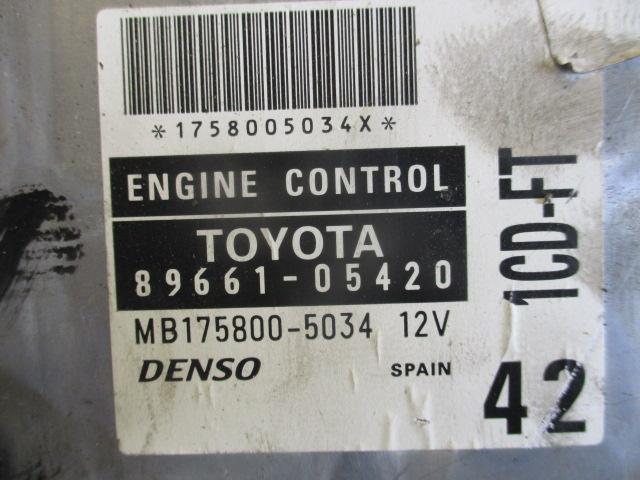 *1758005034X*
ENGINE CONTROL
TOYOTA
89661-05420
MB175800-5034 12V
DENSO SPAIN
1CD-FT
42